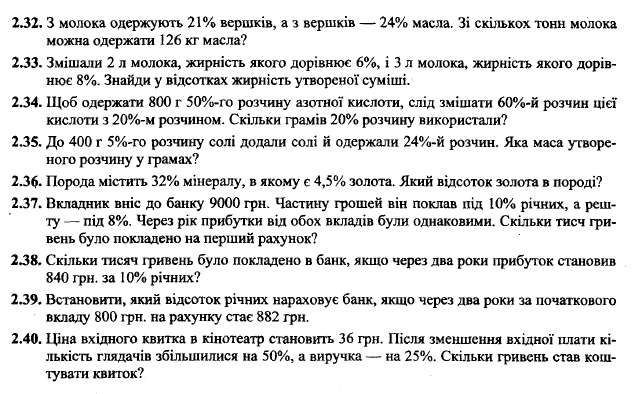 2.32. З молока одержують 21% вершків, а з вершків — 24% масла. Зі скількох тонн молока
можна одержати 126 кг масла?
2.33. Змішали 2 л молока, жирність якого дорівнює 6%, і 3 л молока, жирність якого дорів-
нює 8%. Знайди у відсотках жирність утвореної суміші.
2.34. Щоб одержати 800 г 50%-го розчину азотної кислоти, слід змішати 60%-й розчин цієї
кислоти з 20%-м розчином. Скільки грамів 20% розчину використали?
2.35. До 400 г 5%-го розчину солі додали солі й одержали 24%-й розчин. Яка маса утворе-
ного розчину у грамах?
2.36. Порода містить 32% мінералу, в якому є 4,5% золота. Який відсоток золота в породі?
2.37. Вкладник вніс до банку 9000 грн. Частину грошей він поклав під 10% річних, а реш-
ту — під 8%. Через рік прибутки від обох вкладів були однаковими. Скільки тисч гри-
вень було покладено на перший рахунок?
2.38. Скільки тисяч гривень було покладено в банк, якщо через два роки прибуток становив
840 грн. за 10% річних?
2.39. Встановити, який відсоток річних нараховує банк, якщо через два роки за початкового
вкладу 800 грн. на рахунку стає 882 грн.
2.40. Ціна вхідного квитка в кінотеатр становить 36 грн. Після зменшення вхідної плати кі-
лькість глядачів збільшилися на 50%, а виручка — на 25%. Скільки гривень став кош-
тувати квиток?